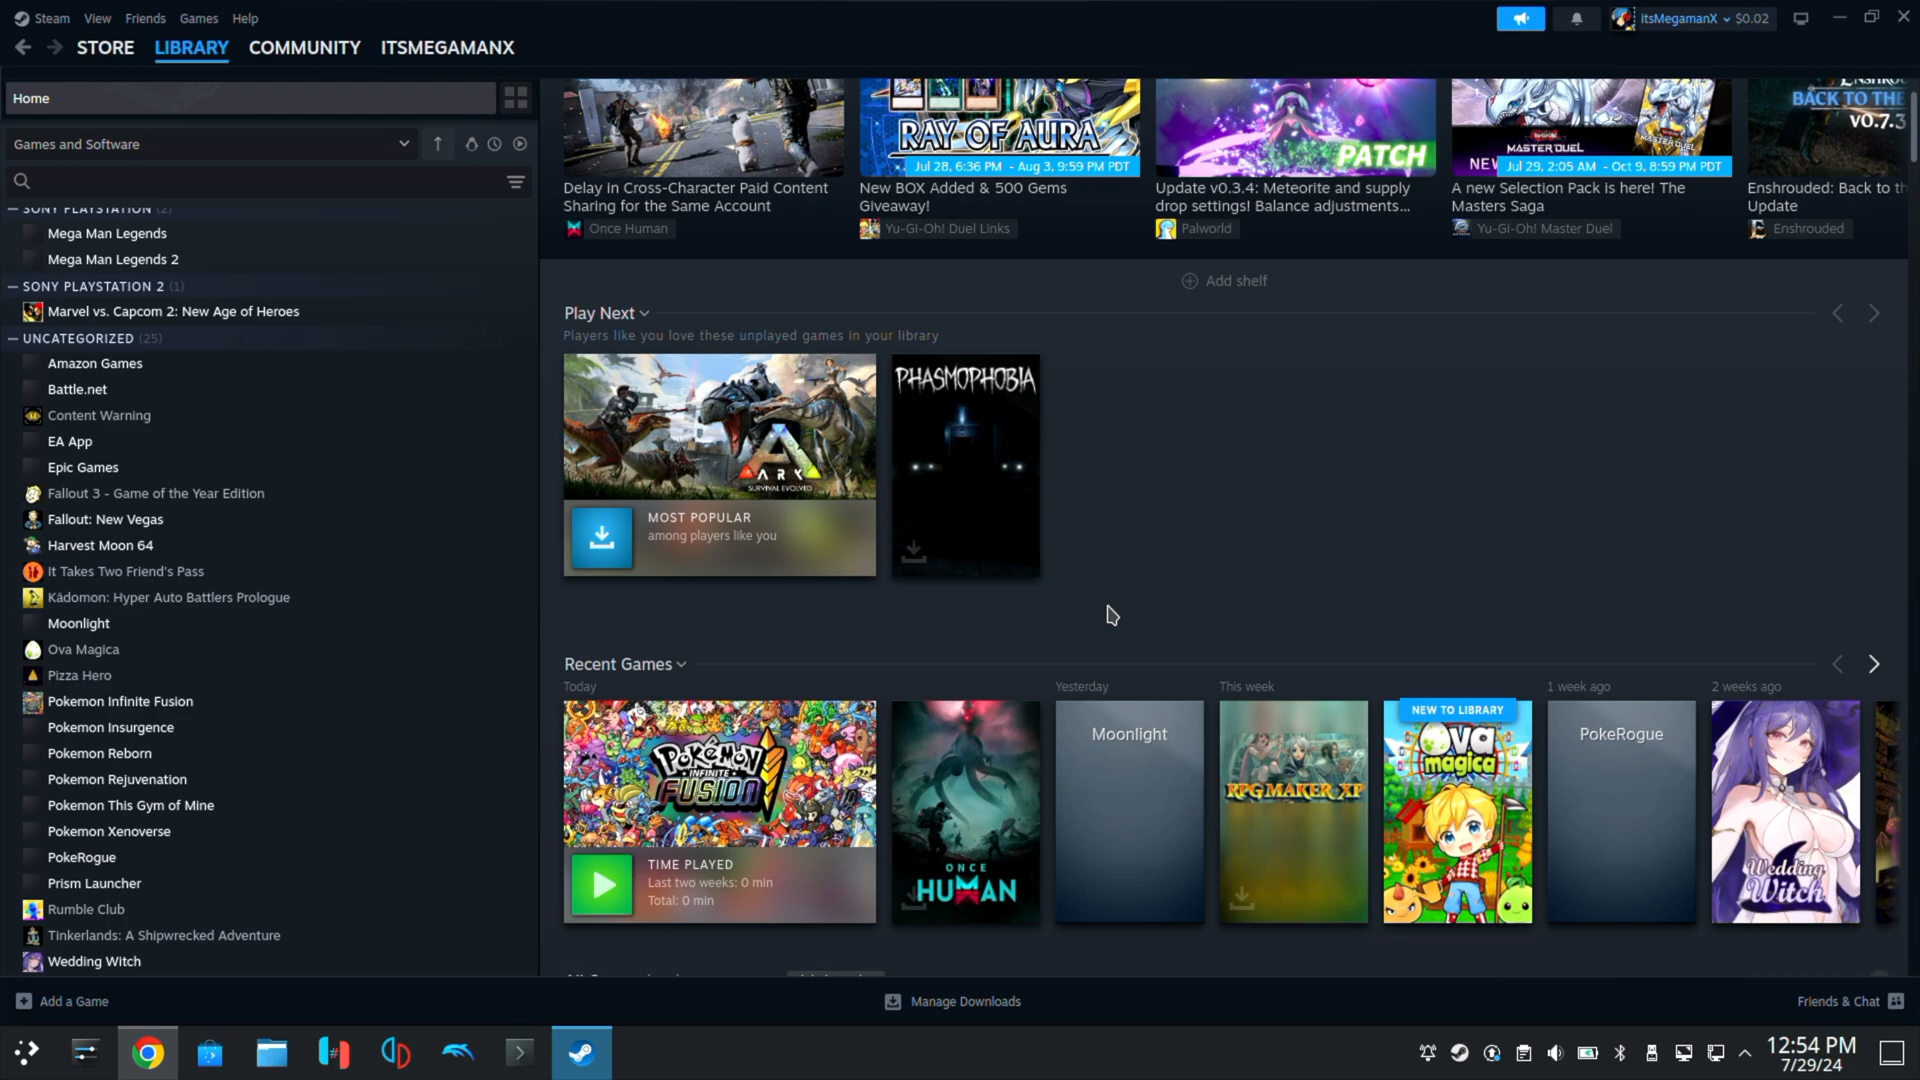 Steam View Friends Games Help
itsMegamanX $0.02
STORE LIBRARY COMMUNITY ITSMEGAMANX
Home
Games and Software
SONY PLAYSTATION (2)
Mega Man Legends
Mega Man Legends 2
SONY PLAYSTATION 2 (1)
Marvel vs. Capcom 2: New Age of Heroes
UNCATEGORIZED (25)
Amazon Games
Battle.net
Content Warning
EA App
Epic Games
Fallout 3 - Game of the Year Edition
Fallout: New Vegas
Harvest Moon 64
It Takes Two Friend's Pass
Kādomon: Hyper Auto Battlers Prologue
Moonlight
Ova Magica
Pizza Hero
Pokemon Infinite Fusion
Pokemon Insurgence
Pokemon Reborn
Pokemon Rejuvenation
Pokemon This Gym of Mine
Pokemon Xenoverse
PokeRogue
Prism Launcher
Rumble Club
Tinkerlands: A Shipwrecked Adventure
Wedding Witch
Delay in Cross-Character Paid Content
Sharing for the Same Account
Once Human
RAY OF AURA
Jul 28, 6:36 PM - Aug 3, 9:59 PM PDT
New BOX Added & 500 Gems
Giveaway!
Yu-Gi-Oh! Duel Links
PATCH
Update v0.3.4: Meteorite and supply
drop settings! Balance adjustments...
Palworld
MASTER DUEL
MASTER DUEL
Jul 29, 2:05 AM - Oct 9, 8:59 PM PDT
A new Selection Pack is here! The
Masters Saga
Yu-Gi-Oh! Master Duel
BACK TO THE
v0.7.3
Enshrouded: Back to th
Update
Enshrouded
Add shelf
Play Next
Players like you love these unplayed games in your library
ARK
SURVIVAL EVOLVED
MOST POPULAR
among players like you
PHASMOPHOBIA
Recent Games
Today
POKéMON
INFINITE
FUSION
TIME PLAYED
Last two weeks: 0 min
Total: 0 min
ONCE
HUMAN
Yesterday
Moonlight
This week
RPG MAKER XP
NEW TO LIBRARY
Ova
magica
1 week ago
PokeRogue
2 weeks ago
Wedding
Witch
Add a Game
Manage Downloads
Friends & Chat
12:54 PM
7/29/24